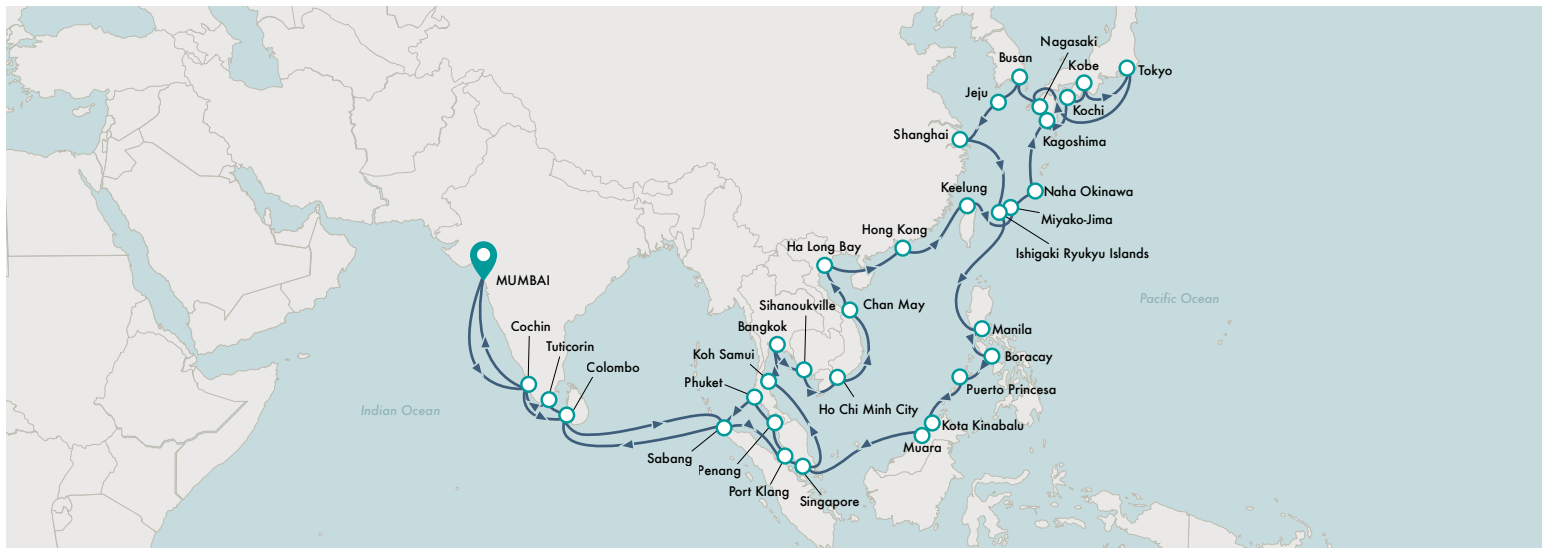 Nagasaki
Busan
Kobe
Tokyo
Jeju
Kochi
Shanghai
Kagoshima
Keelung
Naha Okinawa
Miyako-Jima
Hong Kong
Ha Long Bay
Ishigaki Ryukyu Islands
MUMBAI
Pacific Ocean
Sihanoukville
Chan May
Cochin
Bangkok
Manila
Tuticorin
Koh Samui
Boracay
Colombo
Phuket
Puerto Princesa
Indian Ocean
Ho Chi Minh City
Kota Kinabalu
Muara
Sabang
Penang
Port Klang
Singapore